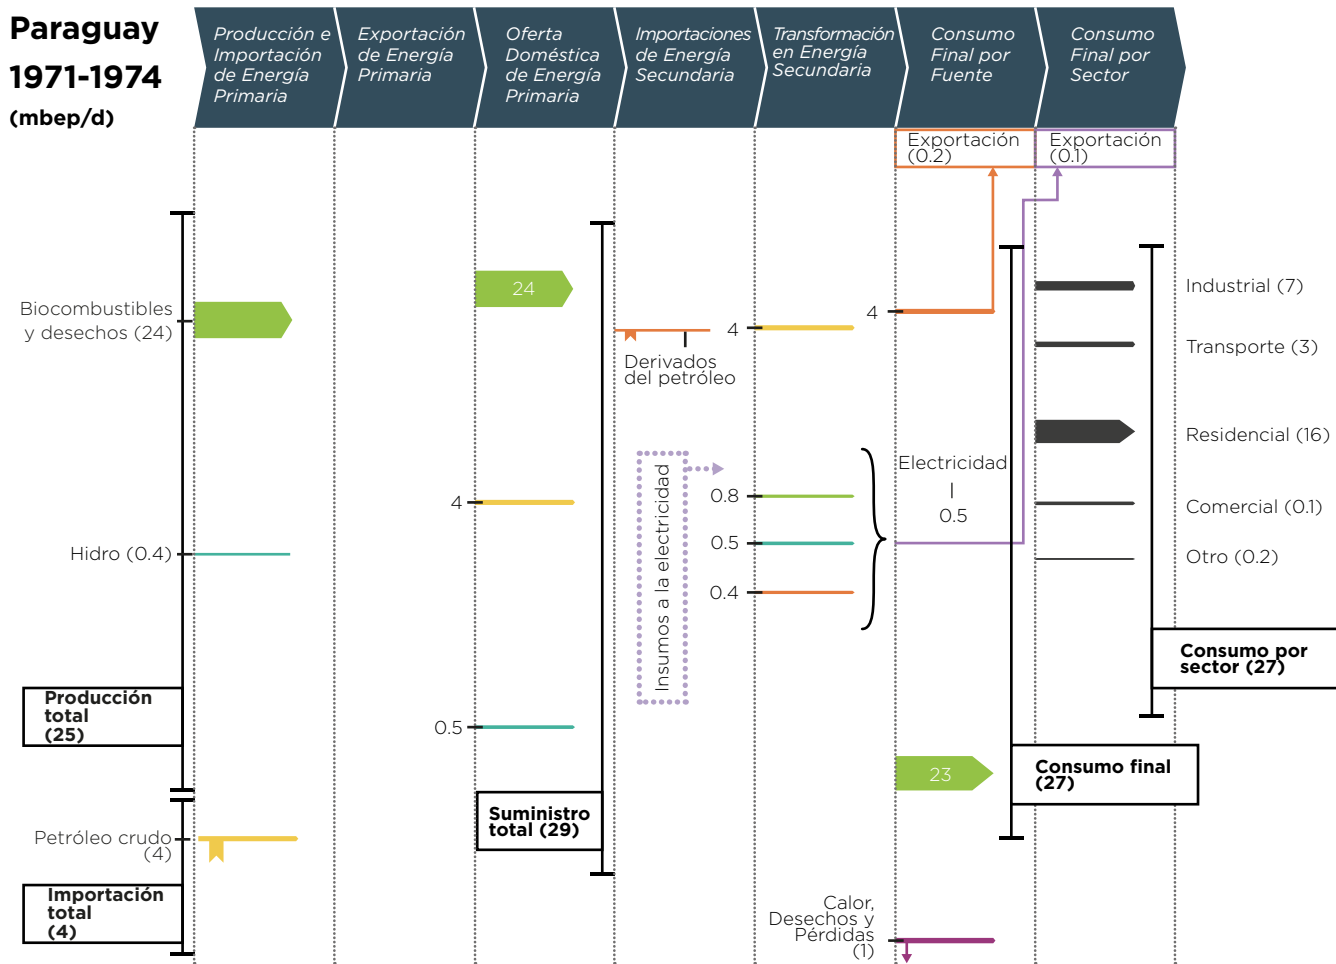 Paraguay
1971-1974
(mbep/d)
Producción e
Importación
de Energía
Primaria
Exportación
de Energía
Primaria
Oferta
Doméstica
de Energía
Primaria
Importaciones
de Energía
Secundaria
Transformación
en Energía
Secundaria
Consumo
Final por
Fuente
Consumo
Final por
Sector
Exportación
(0.2)
Exportación
(0.1)
Biocombustibles
y desechos (24)
24
4
Derivados
del petróleo
4
Industrial (7)
Transporte (3)
Residencial (16)
Comercial (0.1)
Otro (0.2)
Electricidad
0.5
Insumos a la electricidad
0.8
0.5
0.4
4
Hidro (0.4)
0.5
Producción
total
(25)
Petróleo crudo
(4)
Importación
total
(4)
Suministro
total (29)
23
Consumo final
(27)
Consumo por
sector (27)
Calor,
Desechos y
Pérdidas
(1)